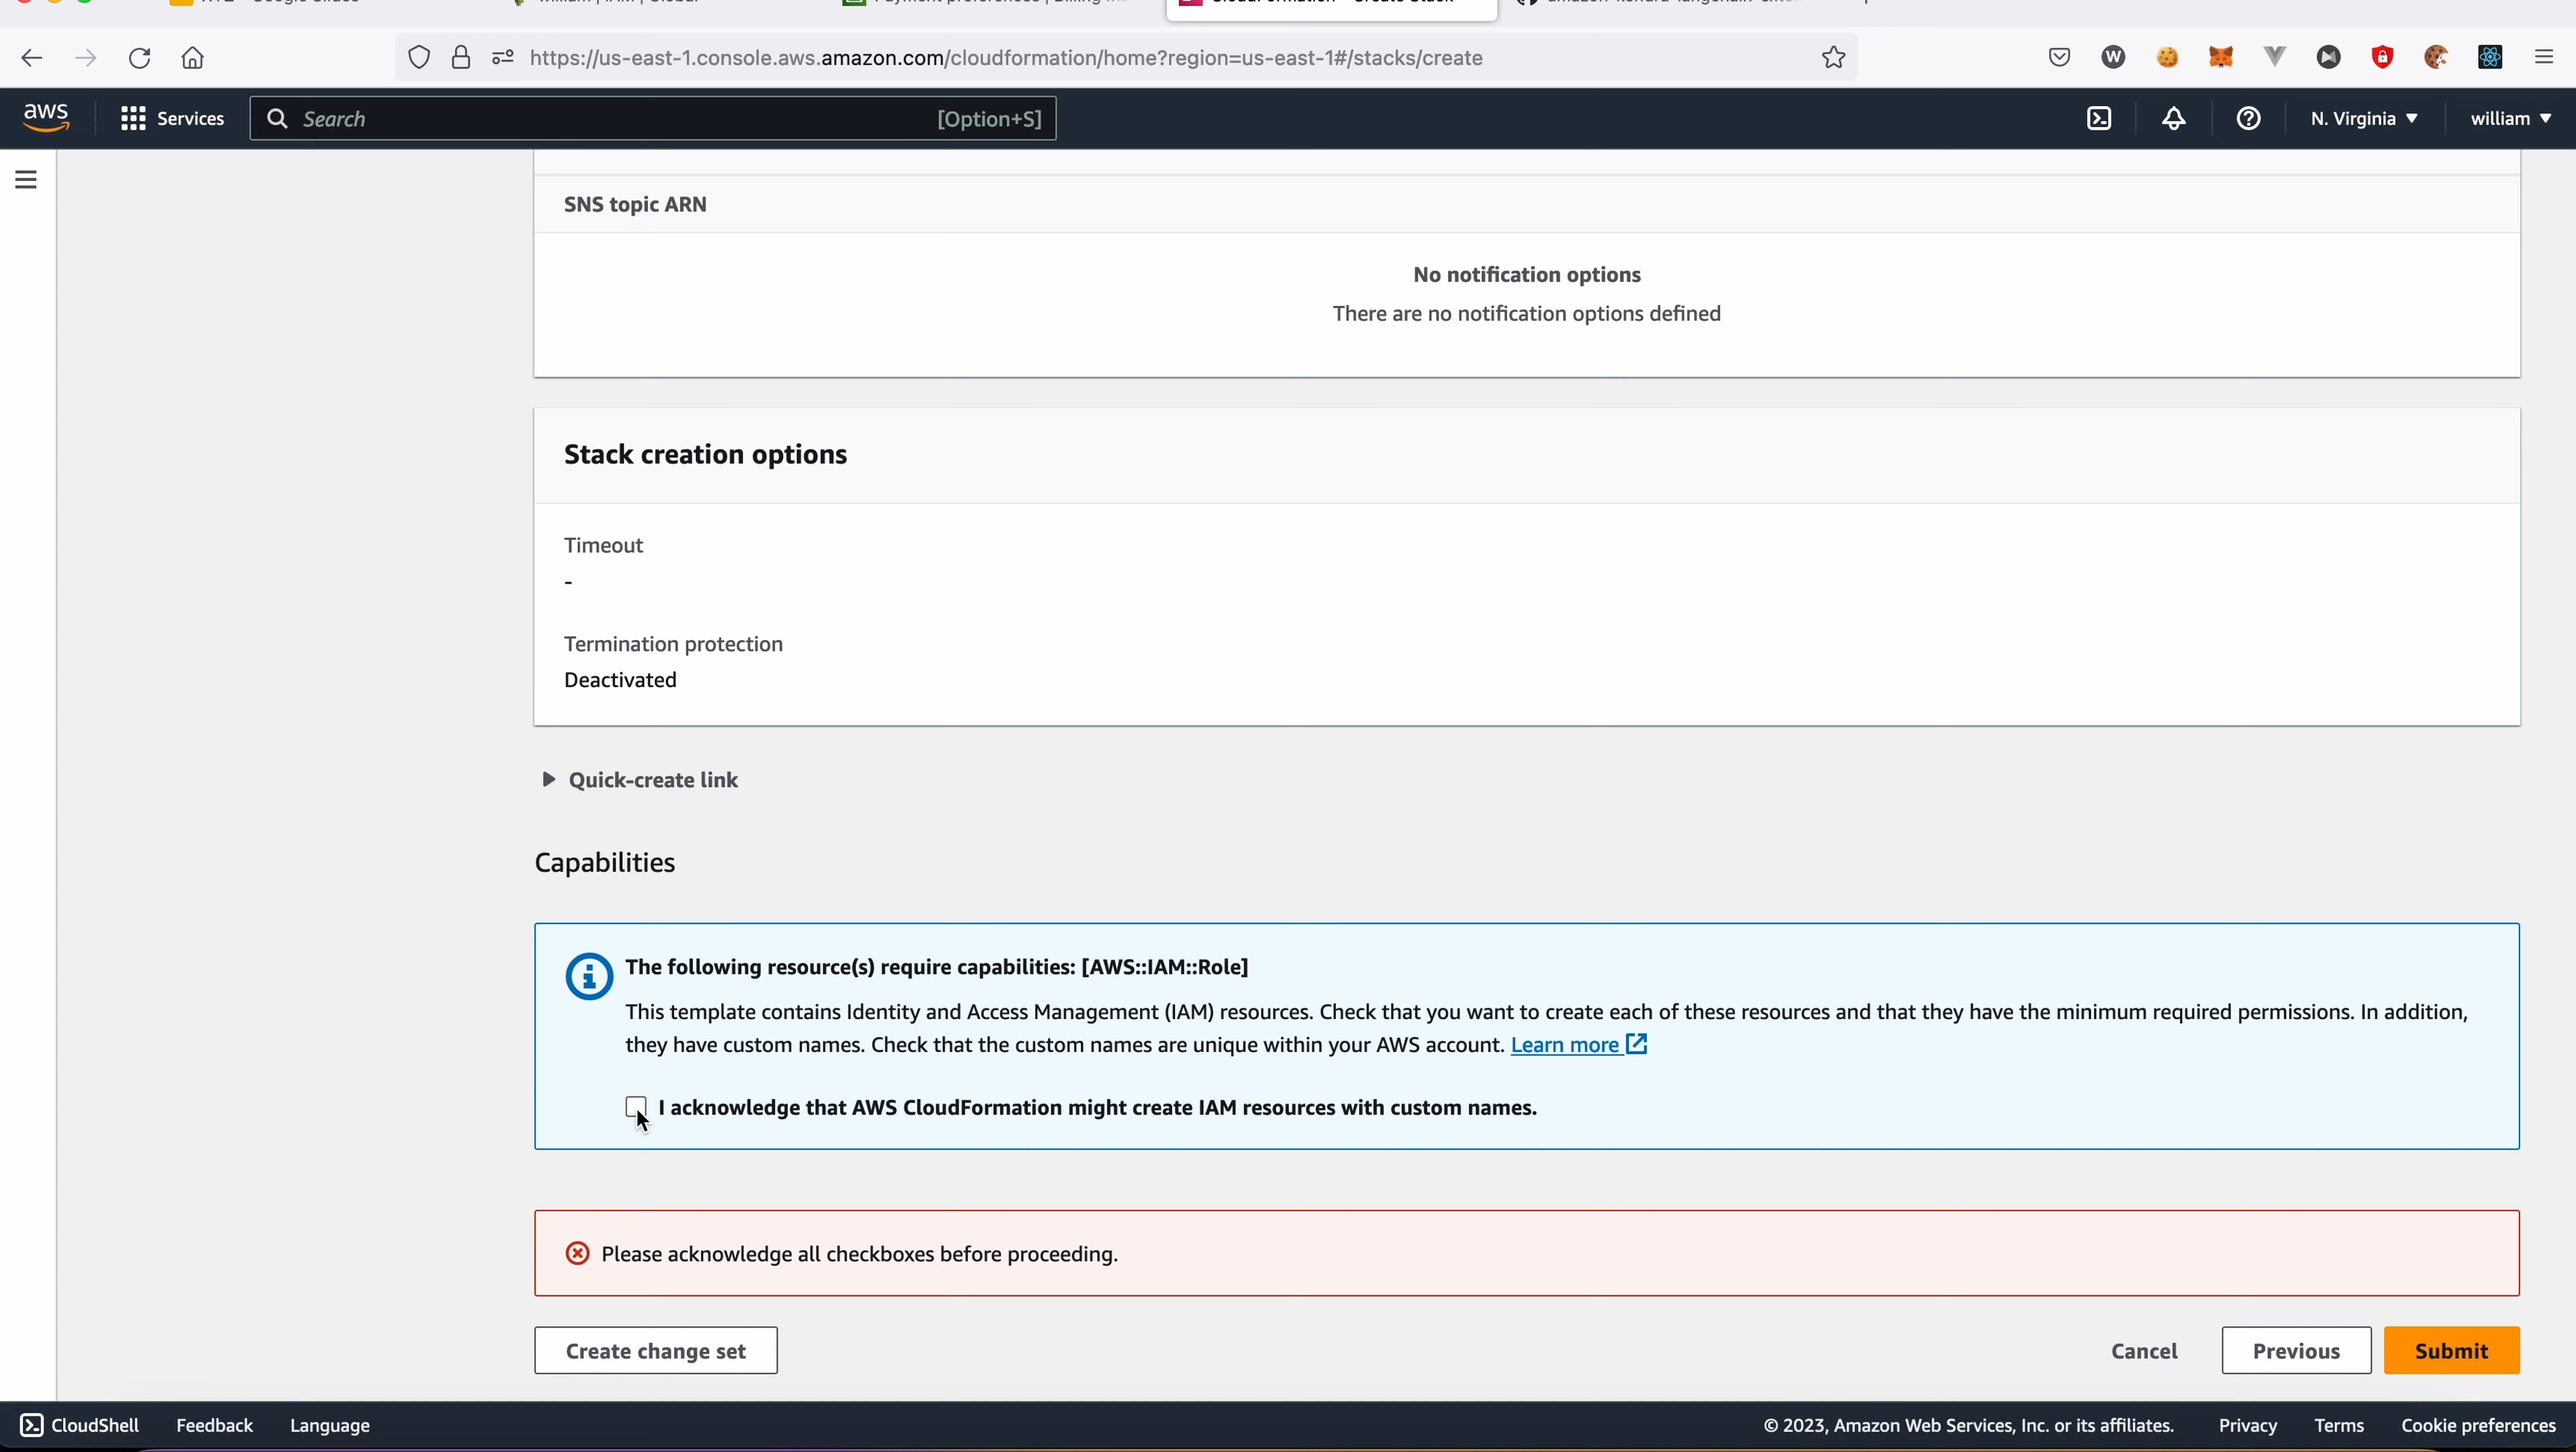 https://us-east-1.console.aws.amazon.com/cloudformation/home?region=us-east-1#/stacks/create
W
aws
Services
Search
[Option+S]
N. Virginia
william
SNS topic ARN
No notification options
There are no notification options defined
Stack creation options
Timeout
-
Termination protection
Deactivated
Quick-create link
Capabilities
The following resource(s) require capabilities: [AWS::IAM::Role]
This template contains Identity and Access Management (IAM) resources. Check that you want to create each of these resources and that they have the minimum required permissions. In addition,
they have custom names. Check that the custom names are unique within your AWS account. Learn more
I acknowledge that AWS CloudFormation might create IAM resources with custom names.
Please acknowledge all checkboxes before proceeding.
Create change set
Cancel
Previous
Submit
CloudShell
Feedback
Language
© 2023, Amazon Web Services, Inc. or its affiliates.
Privacy
Terms
Cookie preferences